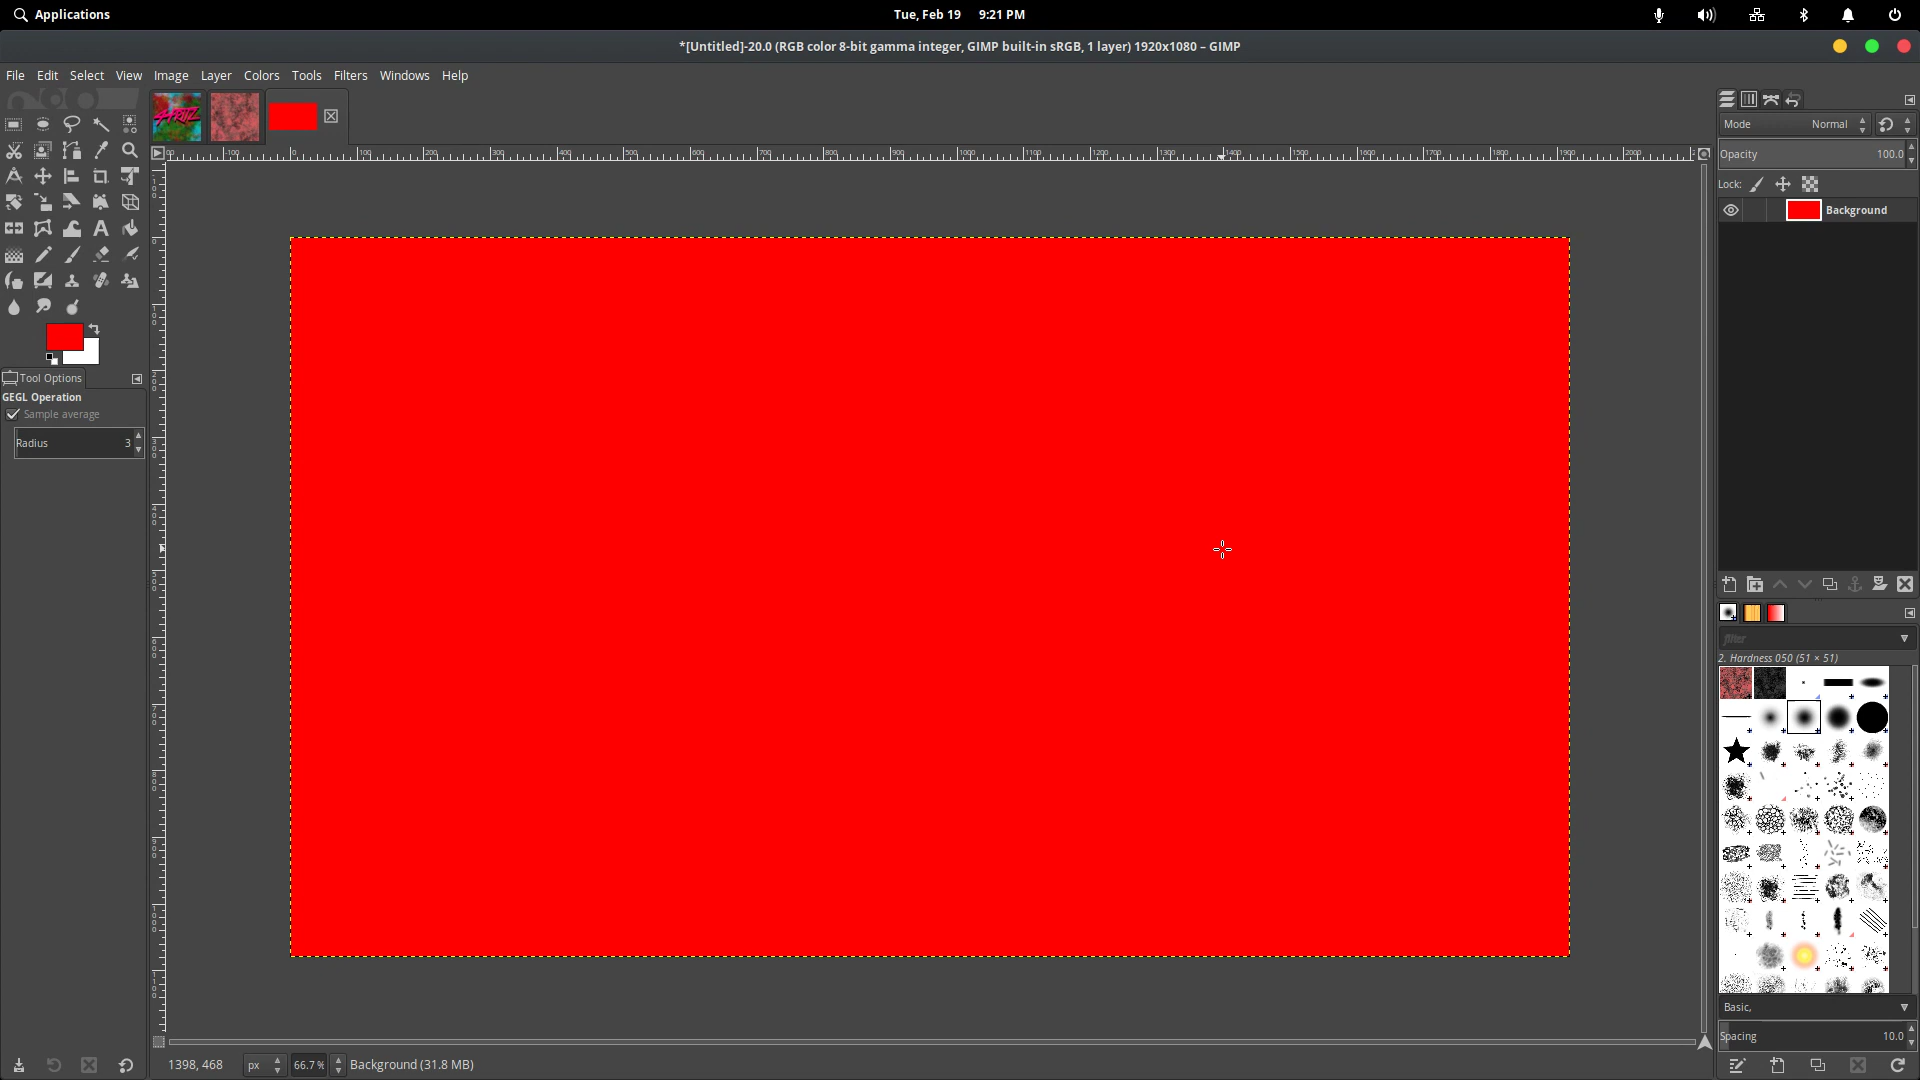 Applications
Tue, Feb 19 9:21 PM
*[Untitled]-20.0 (RGB color 8-bit gamma integer, GIMP built-in sRGB, 1 layer) 1920x1080 – GIMP
File Edit Select View Image Layer Colors Tools Filters Windows Help
Mode Normal
Opacity 100.0
Lock:
Background
Tool Options
GEGL Operation
Sample average
Radius 3
filter
2. Hardness 050 (51 × 51)
Basic,
Spacing 10.0
1398, 468 px 66.7 % Background (31.8 MB)